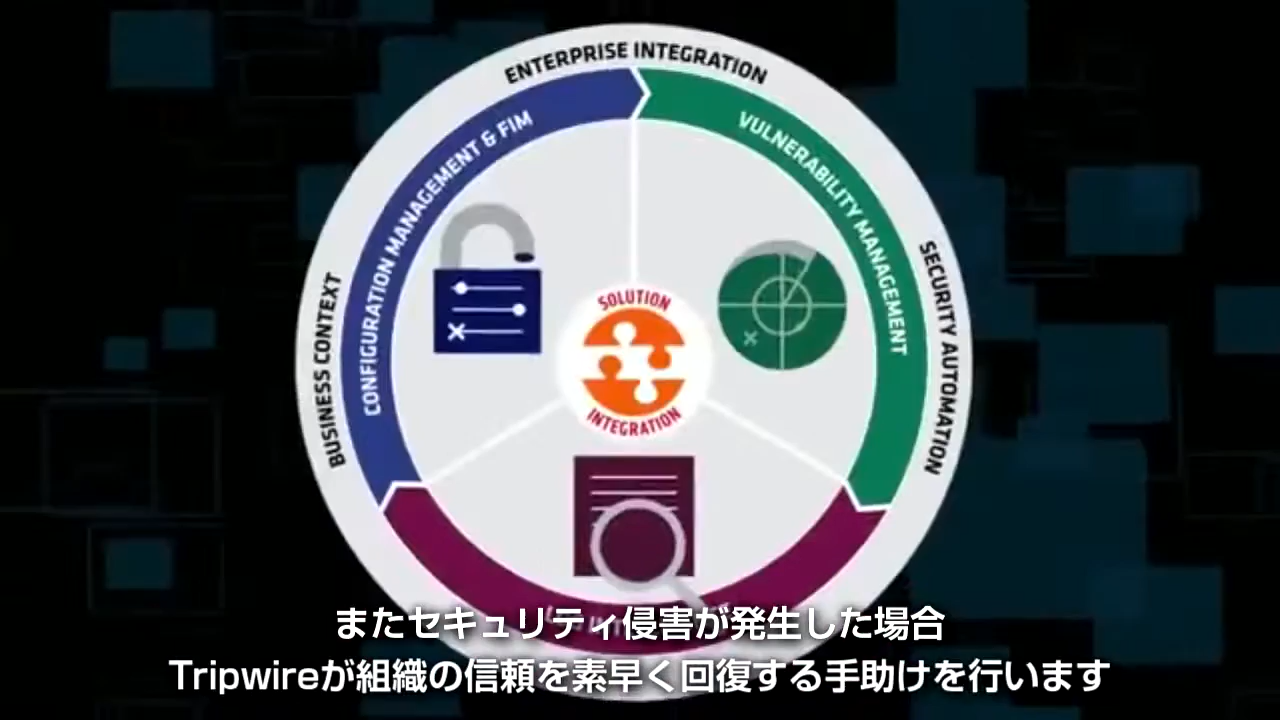 ENTERPRISE INTEGRATION
CONFIGURATION MANAGEMENT & FIM
VULNERABILITY MANAGEMENT
BUSINESS CONTEXT
SECURITY AUTOMATION
SOLUTION
INTEGRATION
またセキュリティ侵害が発生した場合
Tripwireが組織の信頼を素早く回復する手助けを行います